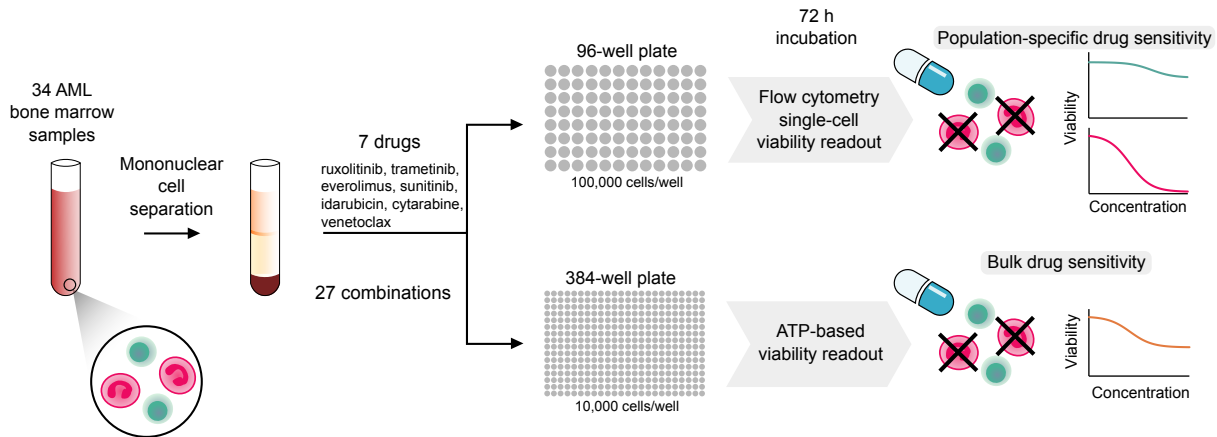 34 AML
bone marrow
samples
Mononuclear
cell
separation
7 drugs
ruxolitinib, trametinib,
everolimus, sunitinib,
idarubicin, cytarabine,
venetoclax
27 combinations
96-well plate
100,000 cells/well
72 h
incubation
Flow cytometry
single-cell
viability readout
Population-specific drug sensitivity
Viability
Concentration
384-well plate
10,000 cells/well
ATP-based
viability readout
Bulk drug sensitivity
Viability
Concentration